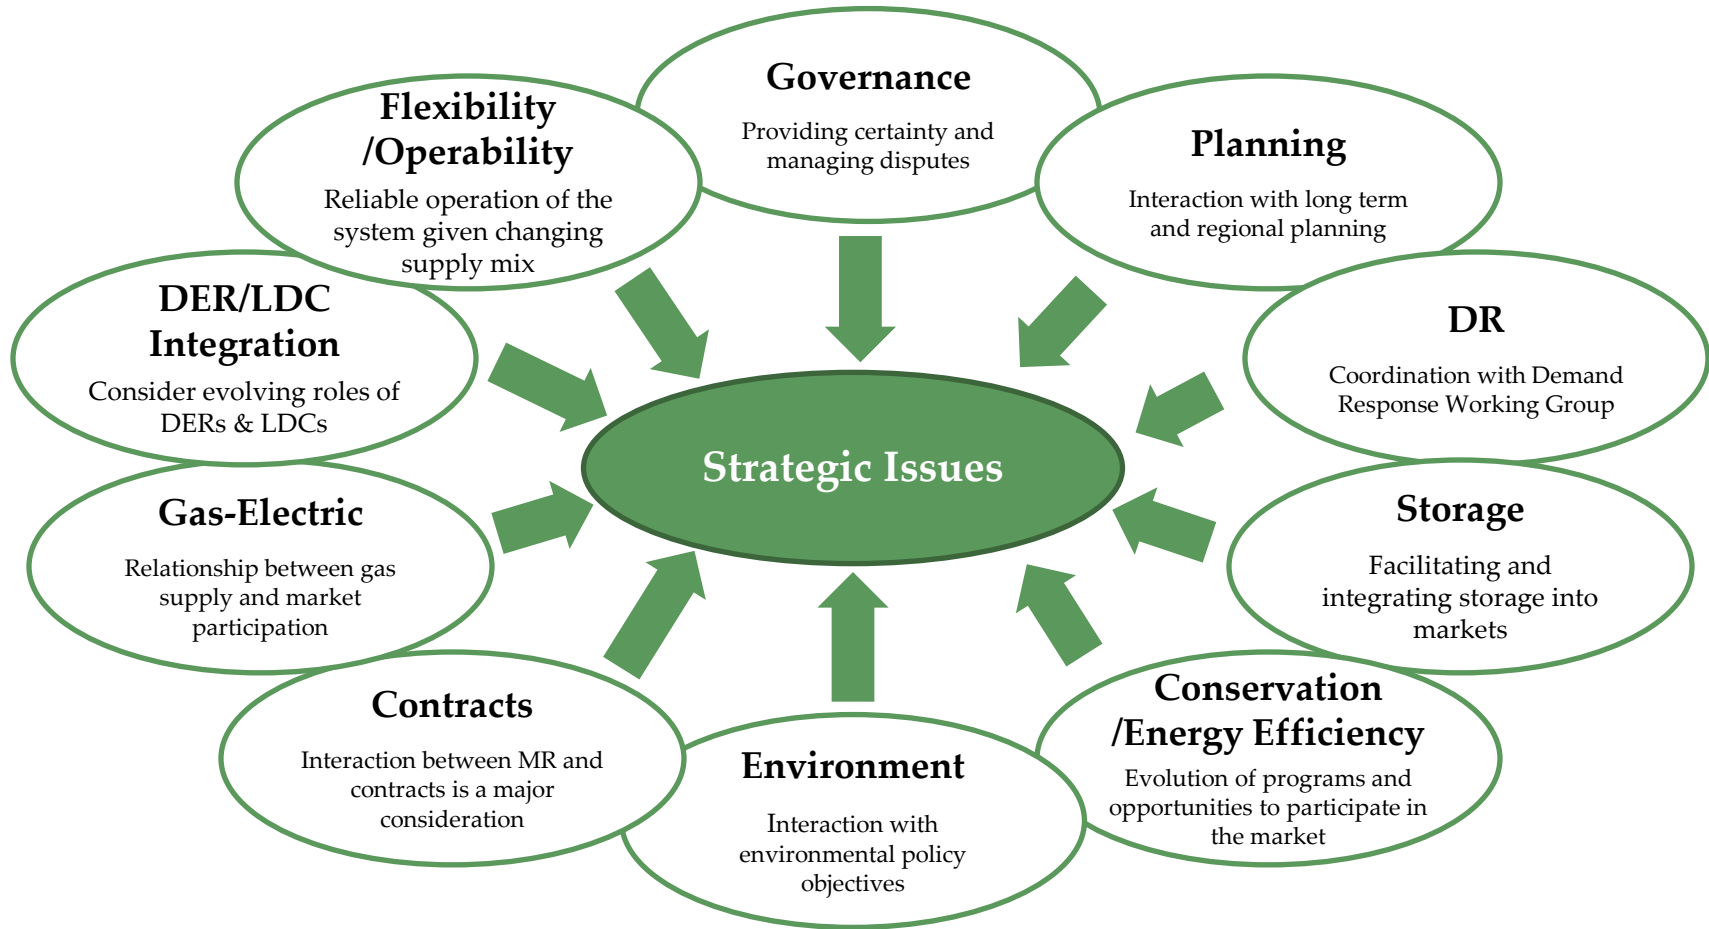 Governance
Providing certainty and
managing disputes
Planning
Interaction with long term
and regional planning
DR
Coordination with Demand
Response Working Group
Storage
Facilitating and
integrating storage into
markets
Conservation
/Energy Efficiency
Evolution of programs and
opportunities to participate in
the market
Environment
Interaction with
environmental policy
objectives
Contracts
Interaction between MR and
contracts is a major
consideration
Gas-Electric
Relationship between gas
supply and market
participation
DER/LDC
Integration
Consider evolving roles of
DERs & LDCs
Flexibility
/Operability
Reliable operation of the
system given changing
supply mix
Strategic Issues